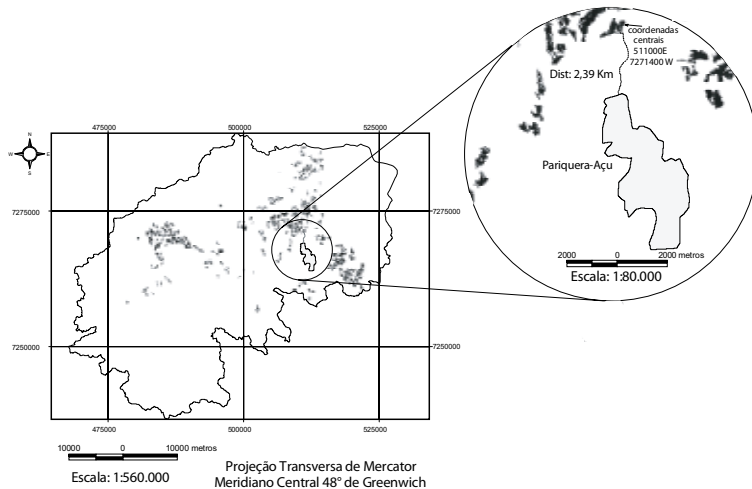 coordenadas
centrais
511000E
7271400 W
Dist: 2,39 Km
Pariquera-Açu
2000 0 2000 metros
Escala: 1:80.000
475000 500000 525000
N
W E
S
7275000 7275000
7250000 7250000
475000 500000 525000
10000 0 10000 metros
Escala: 1:560.000
Projeção Transversa de Mercator
Meridiano Central 48° de Greenwich